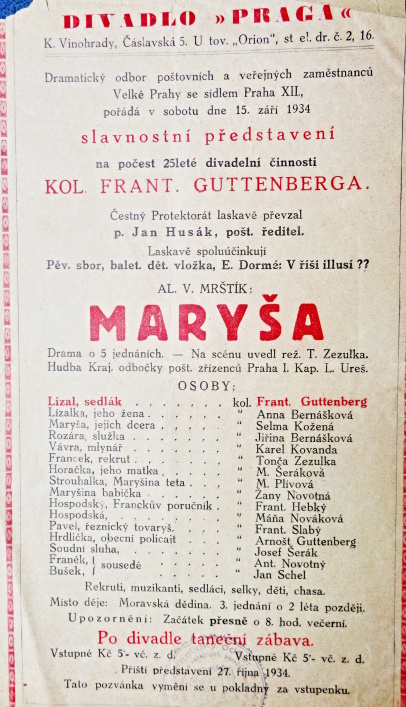 DIVADLO »PRAGA«
K. Vinohrady, Čáslavská 5. U tov. „Orion", st el. dr. č. 2, 16.
Dramatický odbor poštovních a veřejných zaměstnanců
Velké Prahy se sídlem Praha XII.,
pořádá v sobotu dne 15. září 1934
slavnostní představení
na počest 25leté divadelní činnosti
KOL. FRANT. GUTTENBERGA.
Čestný Protektorát laskavě převzal
p. Jan Husák, pošt. ředitel.
Laskavě spoluúčinkují
Pěv. sbor, balet. dět. vložka, E. Dormé: V říši illusí ??
AL. V. MRŠTÍK:
MARYŠA
Drama o 5 jednáních. — Na scénu uvedl rež. T. Zezulka.
Hudba Kraj. odbočky pošt. zřízenců Praha I. Kap. L. Ureš.
OSOBY:
Lízal, sedlák . . . . . . . kol. Frant. Guttenberg
Lízalka, jeho žena . . . . . . „ Anna Bernášková
Maryša, jejich dcera . . . . . „ Selma Kožená
Rozára, služka . . . . . . „ Jiřina Bernášková
Vávra, mlynář . . . . . . „ Karel Kovanda
Francek, rekrut . . . . . . „ Tonča Zezulka
Horačka, jeho matka . . . . . „ M. Šeráková
Strouhalka, Maryšina teta . . . . „ M. Plívová
Maryšina babička . . . . . „ Žany Novotná
Hospodský, Franckův poručník . . . „ Frant. Hebký
Hospodská, . . . . . . „ Máňa Nováková
Pavel, řeznický tovaryš. . . . . „ Frant. Slabý
Hrdlička, obecní policajt . . . . „ Arnošt Guttenberg
Soudní sluha, . . . . . . „ Josef Šerák
Franěk, } sousedé . . . . . „ Ant. Novotný
Bušek, } . . . . . „ Jan Schel
Rekruti, muzikanti, sedláci, selky, děti, chasa.
Místo děje: Moravská dědina. 3. jednání o 2 léta později.
Upozornění: Začátek přesně o 8. hod. večerní.
Po divadle taneční zábava.
Vstupné Kč 5'- vč. z. d. Vstupné Kč 5'- vč. z. d.
Příští představení 27. října 1934.
Tato pozvánka vymění se u pokladny za vstupenku.